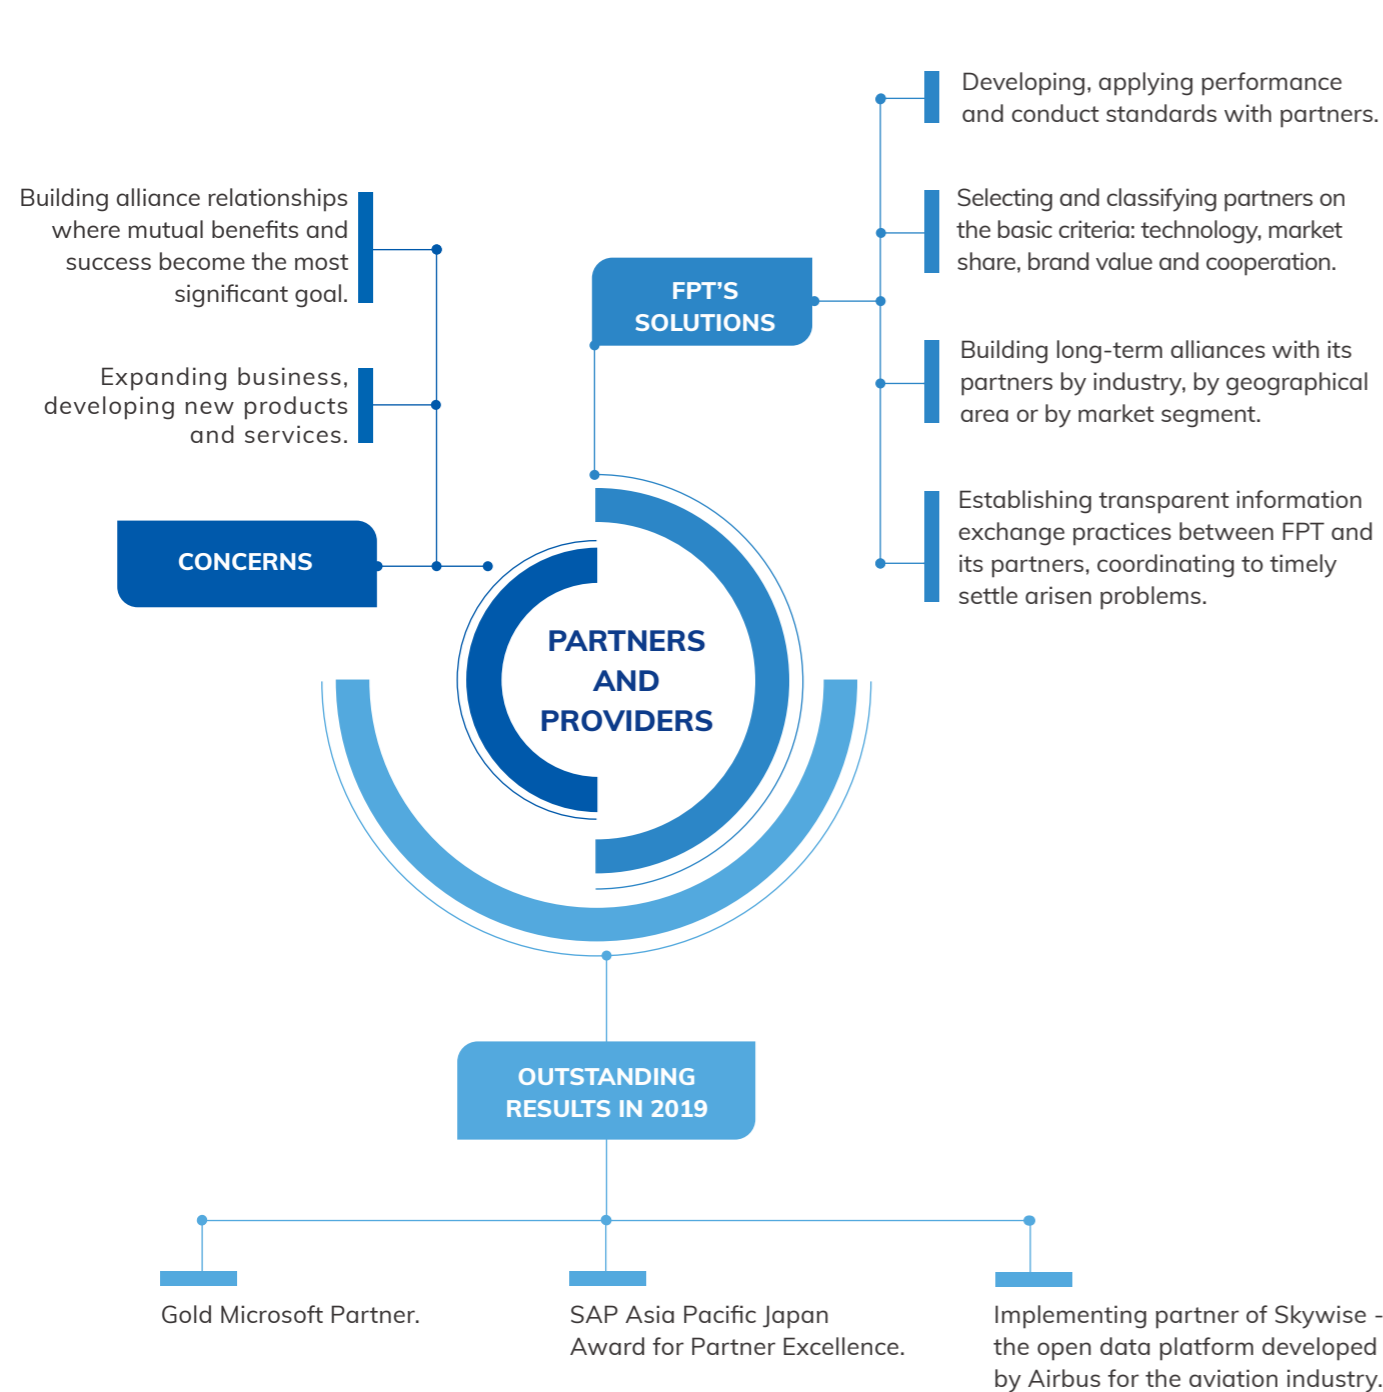 Building alliance relationships
where mutual benefits and
success become the most
significant goal.
Expanding business,
developing new products
and services.
CONCERNS
FPT’S
SOLUTIONS
Developing, applying performance
and conduct standards with partners.
Selecting and classifying partners on
the basic criteria: technology, market
share, brand value and cooperation.
Building long-term alliances with its
partners by industry, by geographical
area or by market segment.
Establishing transparent information
exchange practices between FPT and
its partners, coordinating to timely
settle arisen problems.
PARTNERS
AND
PROVIDERS
OUTSTANDING
RESULTS IN 2019
Gold Microsoft Partner.
SAP Asia Pacific Japan
Award for Partner Excellence.
Implementing partner of Skywise -
the open data platform developed
by Airbus for the aviation industry.